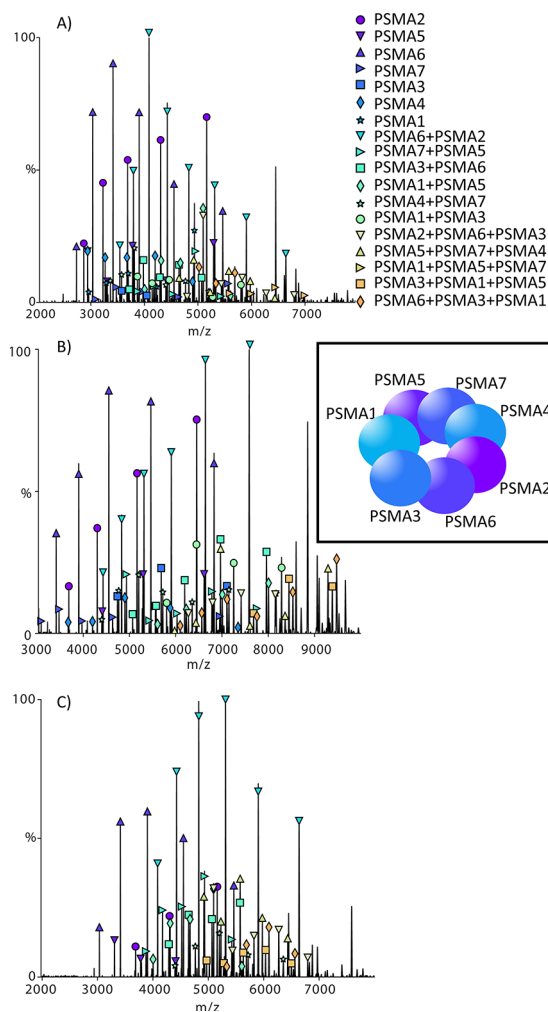 A)
100
%
0
2000 3000 4000 5000 6000 7000
m/z
PSMA2
PSMA5
PSMA6
PSMA7
PSMA3
PSMA4
PSMA1
PSMA6+PSMA2
PSMA7+PSMA5
PSMA3+PSMA6
PSMA1+PSMA5
PSMA4+PSMA7
PSMA1+PSMA3
PSMA2+PSMA6+PSMA3
PSMA5+PSMA7+PSMA4
PSMA1+PSMA5+PSMA7
PSMA3+PSMA1+PSMA5
PSMA6+PSMA3+PSMA1
B)
100
%
0
3000 4000 5000 6000 7000 8000 9000
m/z
PSMA5
PSMA7
PSMA1
PSMA4
PSMA2
PSMA3
PSMA6
C)
100
%
0
2000 3000 4000 5000 6000 7000
m/z